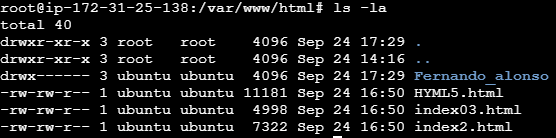 root@ip-172-31-25-138:/var/www/html# ls -la
total 40
drwxr-xr-x 3 root   root    4096 Sep 24 17:29 .
drwxr-xr-x 3 root   root    4096 Sep 24 14:16 ..
drwx------ 3 ubuntu ubuntu  4096 Sep 24 17:29 Fernando_alonso
-rw-rw-r-- 1 ubuntu ubuntu 11181 Sep 24 16:50 HYML5.html
-rw-rw-r-- 1 ubuntu ubuntu  4998 Sep 24 16:50 index03.html
-rw-rw-r-- 1 ubuntu ubuntu  7322 Sep 24 16:50 index2.html